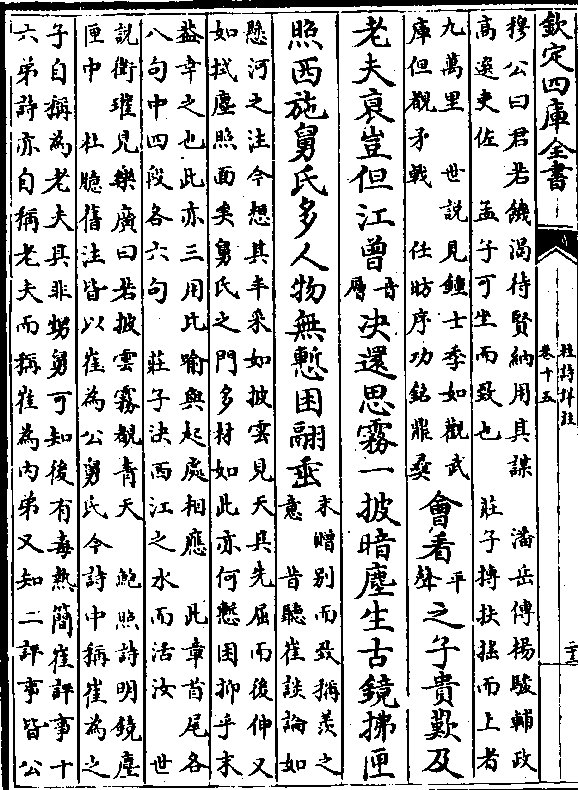 欽定四庫全書
杜詩詳註
卷十五
穆公曰君若饑渴待賢納用其謀　潘岳傳楊駿輔政
高選吏佐　孟子可坐而致也　莊子搏扶搖而上者
九萬里　世說見鍾士季如觀武
庫但覩矛戟　任昉序功銘鼎彝
會看平聲之子貴歎及
老夫衰豈但江曾音層決還思霧一披暗塵生古鏡拂匣
照西施舅氏多人物無慙困翮垂
末贈別而致稱羨之
意　昔聽崔談論如
懸河之注今想其丰采如披雲見天具先屈而後伸又
如拭塵照面矣舅氏之門多材如此亦何慙困抑乎末
益幸之也此亦三用比喻與起處相應　此章首尾各
八句中四段各六句　莊子決西江之水而活汝　世
說衛瓘見樂廣曰若披雲霧覩青天　鮑照詩明鏡塵
匣中　杜臆舊注皆以崔為公舅氏今詩中稱崔為之
子自稱為老夫具非甥舅可知後有毒熱簡崔評事十
六弟詩亦自稱老夫而稱崔為内弟又知二評事皆公